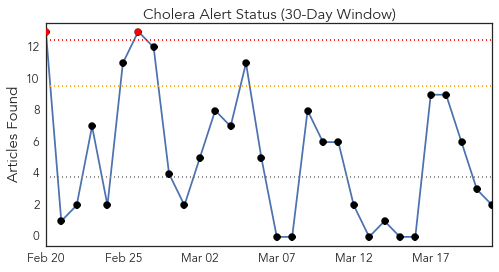 Cholera Alert Status (30-Day Window)
Articles Found
12
10
8
6
4
2
0
Feb 20 Feb 25 Mar 02 Mar 07 Mar 12 Mar 17